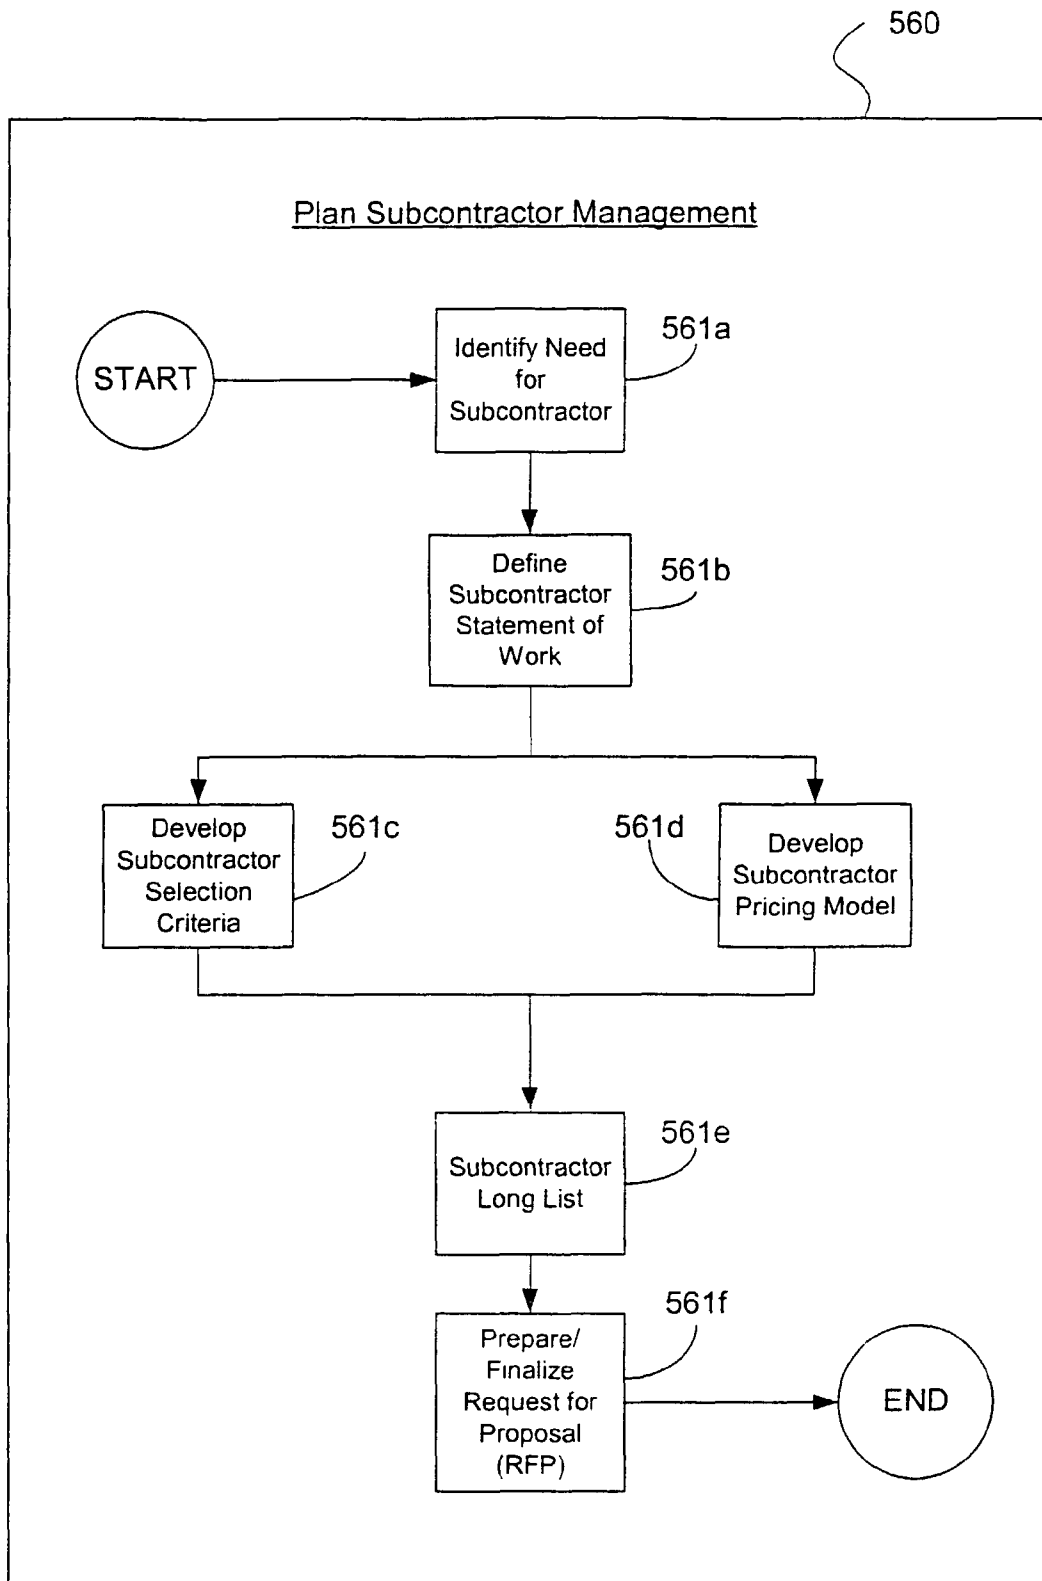 560
Plan Subcontractor Management
START
Identify Need
for
Subcontractor
561a
Define
Subcontractor
Statement of
Work
561b
Develop
Subcontractor
Selection
Criteria
561c
561d
Develop
Subcontractor
Pricing Model
Subcontractor
Long List
561e
Prepare/
Finalize
Request for
Proposal
(RFP)
561f
END